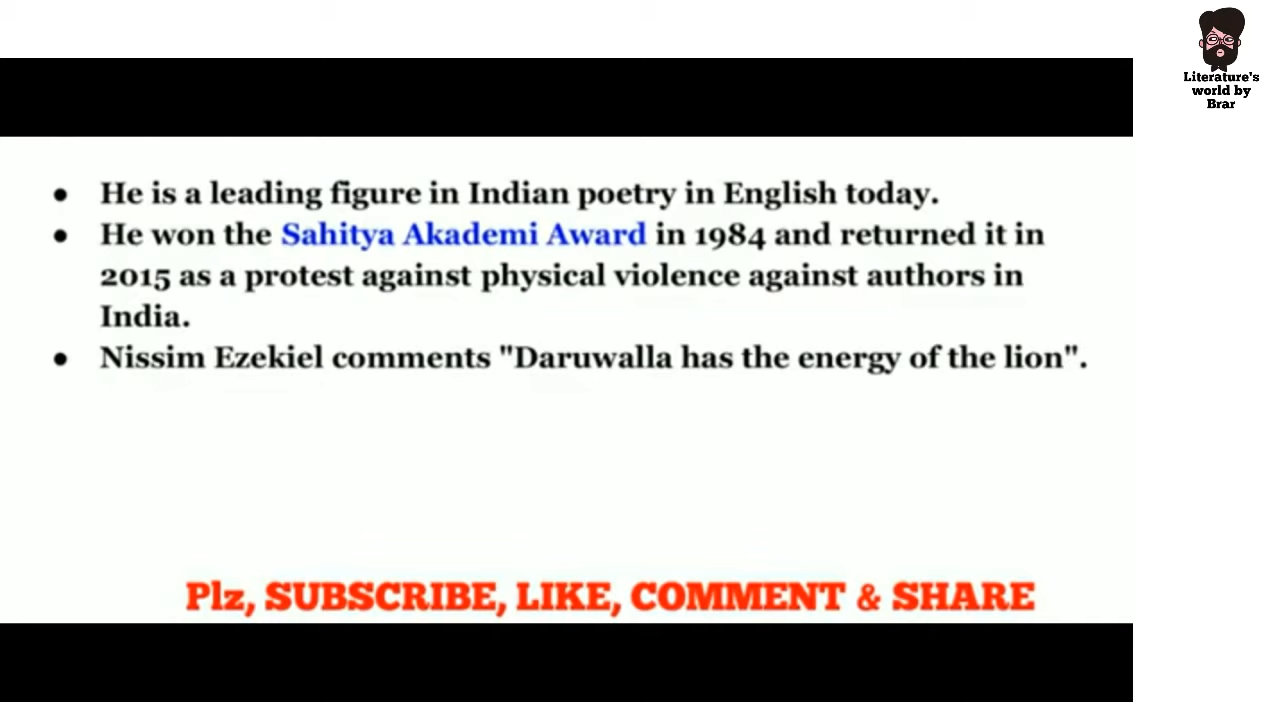 Literature's
world by
Brar
● He is a leading figure in Indian poetry in English today.
● He won the Sahitya Akademi Award in 1984 and returned it in
2015 as a protest against physical violence against authors in
India.
● Nissim Ezekiel comments "Daruwalla has the energy of the lion".
Plz, SUBSCRIBE, LIKE, COMMENT & SHARE